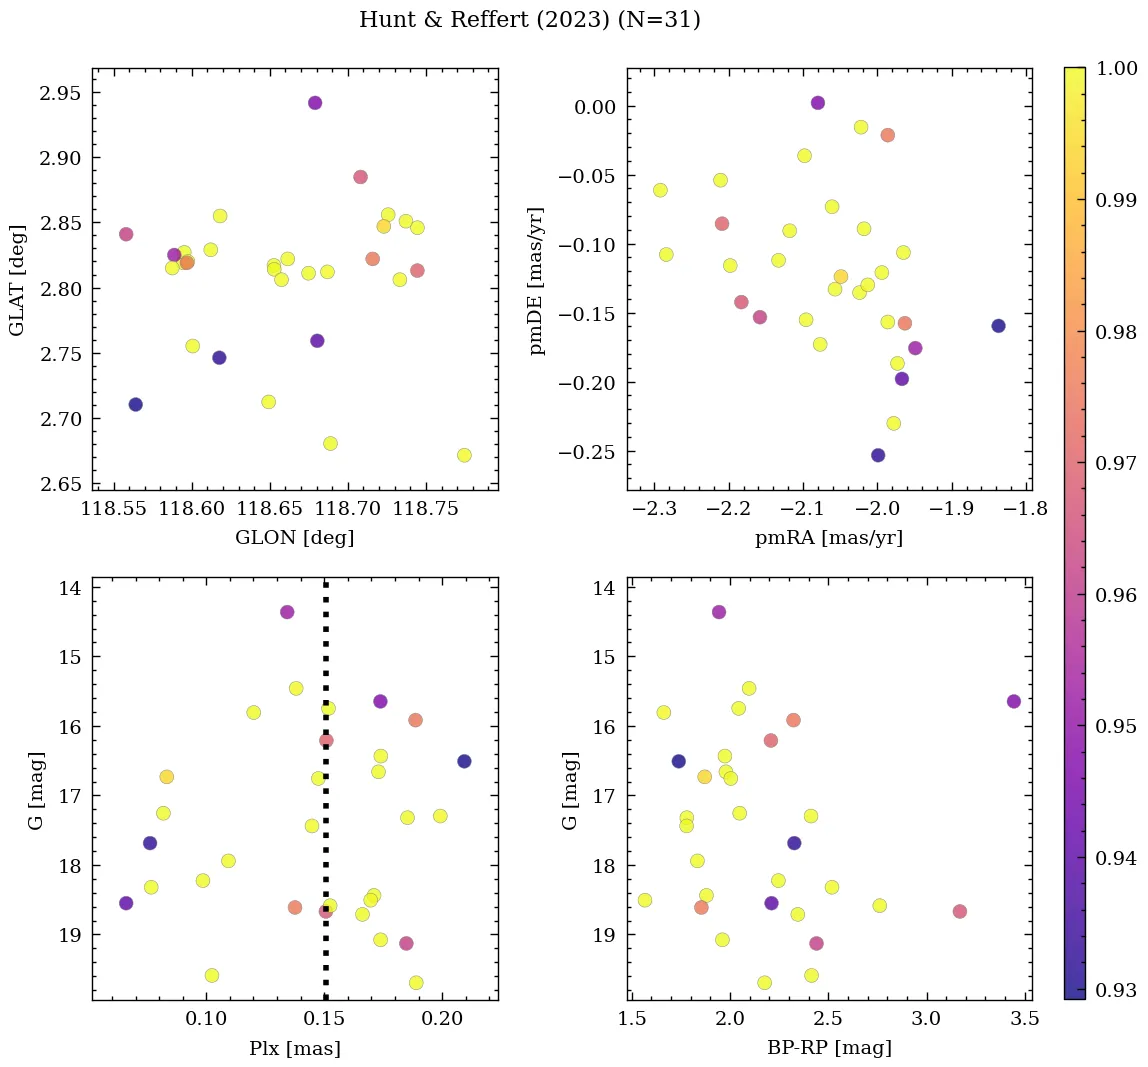 Hunt & Reffert (2023) (N=31)
2.95
2.90
2.85
2.80
2.75
2.70
2.65
GLAT [deg]
118.55 118.60 118.65 118.70 118.75
GLON [deg]
0.00
−0.05
−0.10
−0.15
−0.20
−0.25
pmDE [mas/yr]
−2.3 −2.2 −2.1 −2.0 −1.9 −1.8
pmRA [mas/yr]
14
15
16
17
18
19
G [mag]
0.10 0.15 0.20
Plx [mas]
14
15
16
17
18
19
G [mag]
1.5 2.0 2.5 3.0 3.5
BP-RP [mag]
1.00
0.99
0.98
0.97
0.96
0.95
0.94
0.93